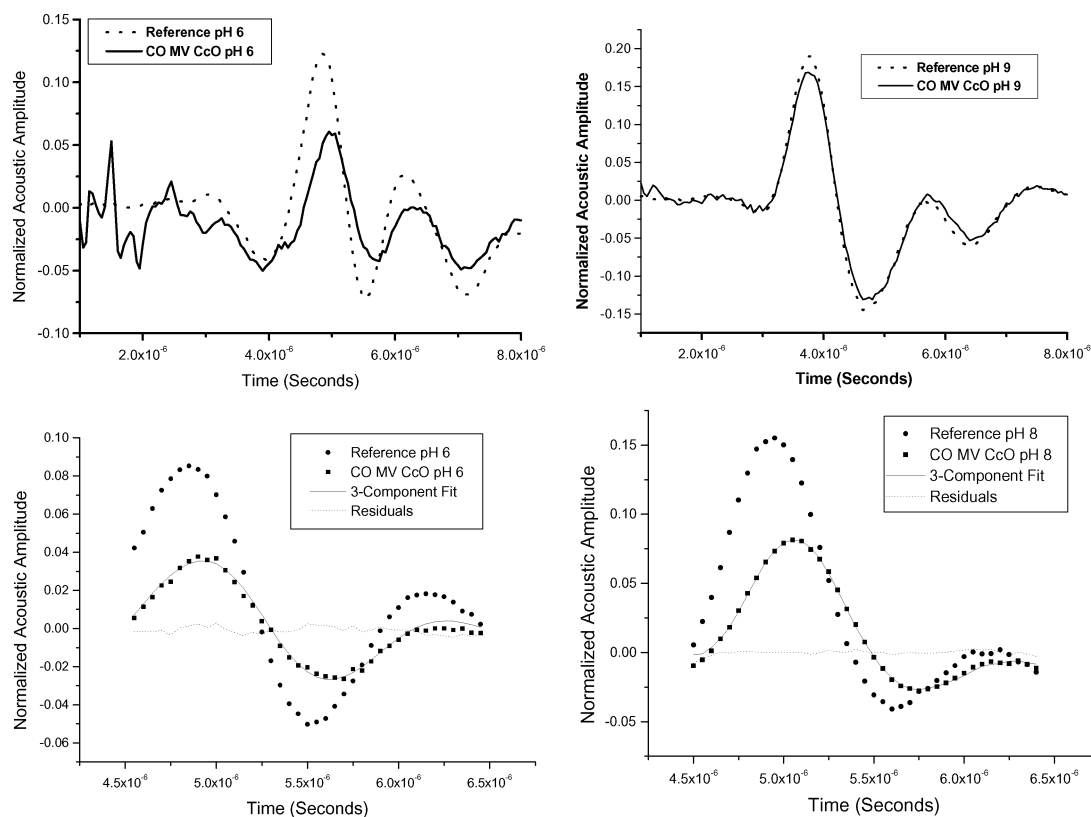 Reference pH 6
CO MV CcO pH 6
0.15
0.10
0.05
0.00
-0.05
-0.10
Normalized Acoustic Amplitude
2.0x10⁻⁶ 4.0x10⁻⁶ 6.0x10⁻⁶ 8.0x10⁻⁶
Time (Seconds)
Reference pH 9
CO MV CcO pH 9
0.20
0.15
0.10
0.05
0.00
-0.05
-0.10
-0.15
Normalized Acoustic Amplitude
2.0x10⁻⁶ 4.0x10⁻⁶ 6.0x10⁻⁶ 8.0x10⁻⁶
Time (Seconds)
Reference pH 6
CO MV CcO pH 6
3-Component Fit
Residuals
0.10
0.08
0.06
0.04
0.02
0.00
-0.02
-0.04
-0.06
Normalized Acoustic Amplitude
4.5x10⁻⁶ 5.0x10⁻⁶ 5.5x10⁻⁶ 6.0x10⁻⁶ 6.5x10⁻⁶
Time (Seconds)
Reference pH 8
CO MV CcO pH 8
3-Component Fit
Residuals
0.15
0.10
0.05
0.00
-0.05
Normalized Acoustic Amplitude
4.5x10⁻⁶ 5.0x10⁻⁶ 5.5x10⁻⁶ 6.0x10⁻⁶ 6.5x10⁻⁶
Time (Seconds)